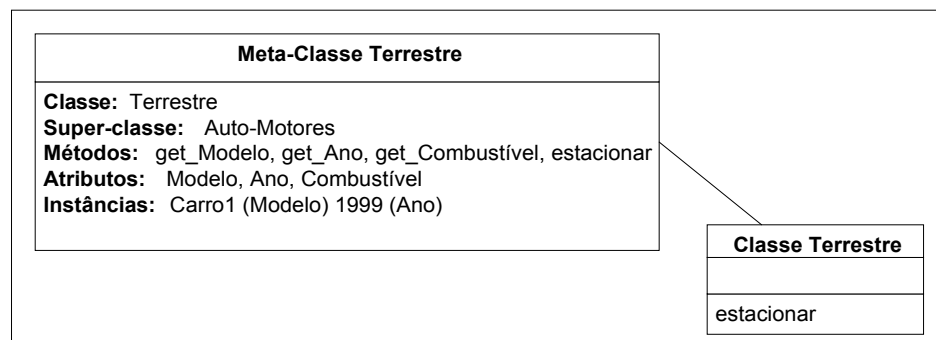 Meta-Classe Terrestre
Classe: Terrestre
Super-classe: Auto-Motores
Métodos: get_Modelo, get_Ano, get_Combustível, estacionar
Atributos: Modelo, Ano, Combustível
Instâncias: Carro1 (Modelo) 1999 (Ano)
Classe Terrestre
estacionar